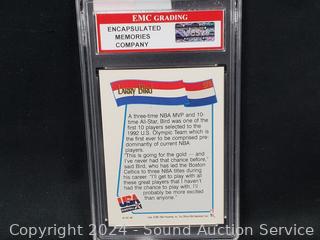 EMC GRADING
ENCAPSULATED
MEMORIES
COMPANY
LARRY BIRD
A three-time NBA MVP and 10-
time All-Star, Bird was one of the
first 10 players selected to the
1992 U.S. Olympic Team which is
the first ever to be comprised pre-
dominantly of current NBA
players.
"This is going for the gold — and
I've never had that chance before,"
said Bird, who has led the Boston
Celtics to three NBA titles during
his career. "I'll get to play with all
these great players that I haven't
had the chance to play with. I'll
probably be more excited
than anyone."
USA
Copyright 2024 - Sound Auction Service